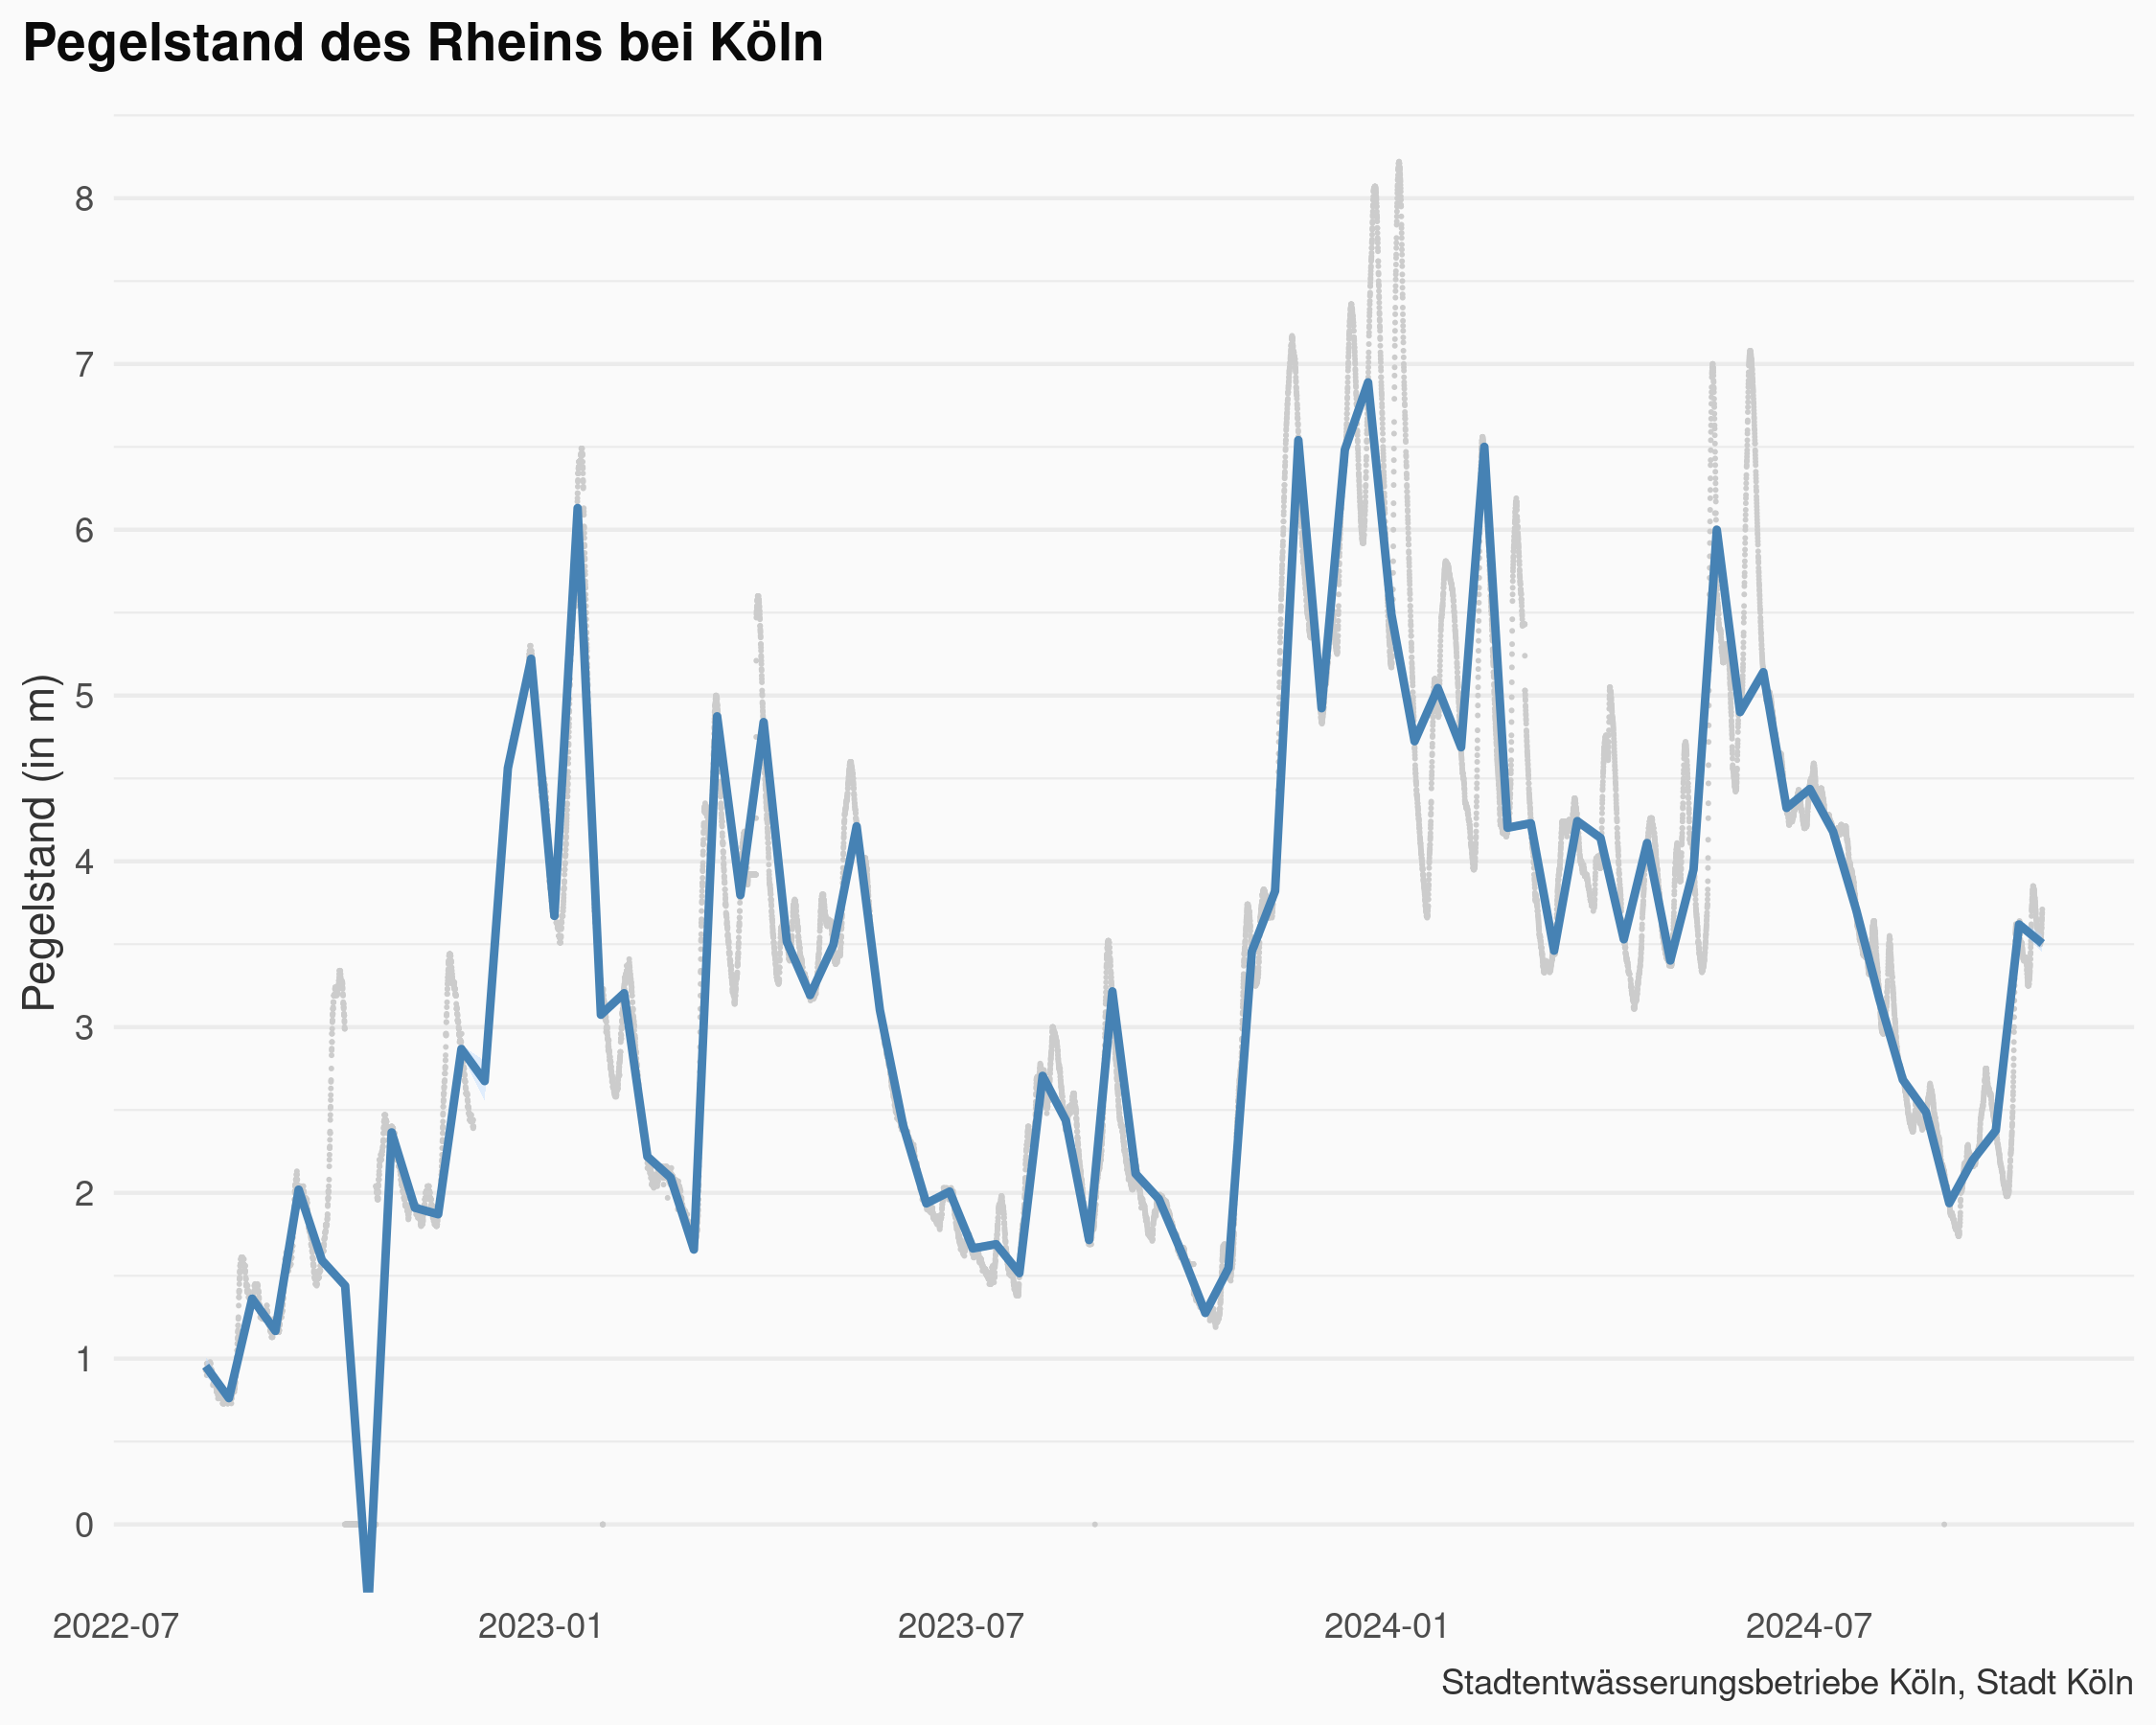 Pegelstand des Rheins bei Köln
Pegelstand (in m)
8
7
6
5
4
3
2
1
0
2022-07 2023-01 2023-07 2024-01 2024-07
Stadtentwässerungsbetriebe Köln, Stadt Köln